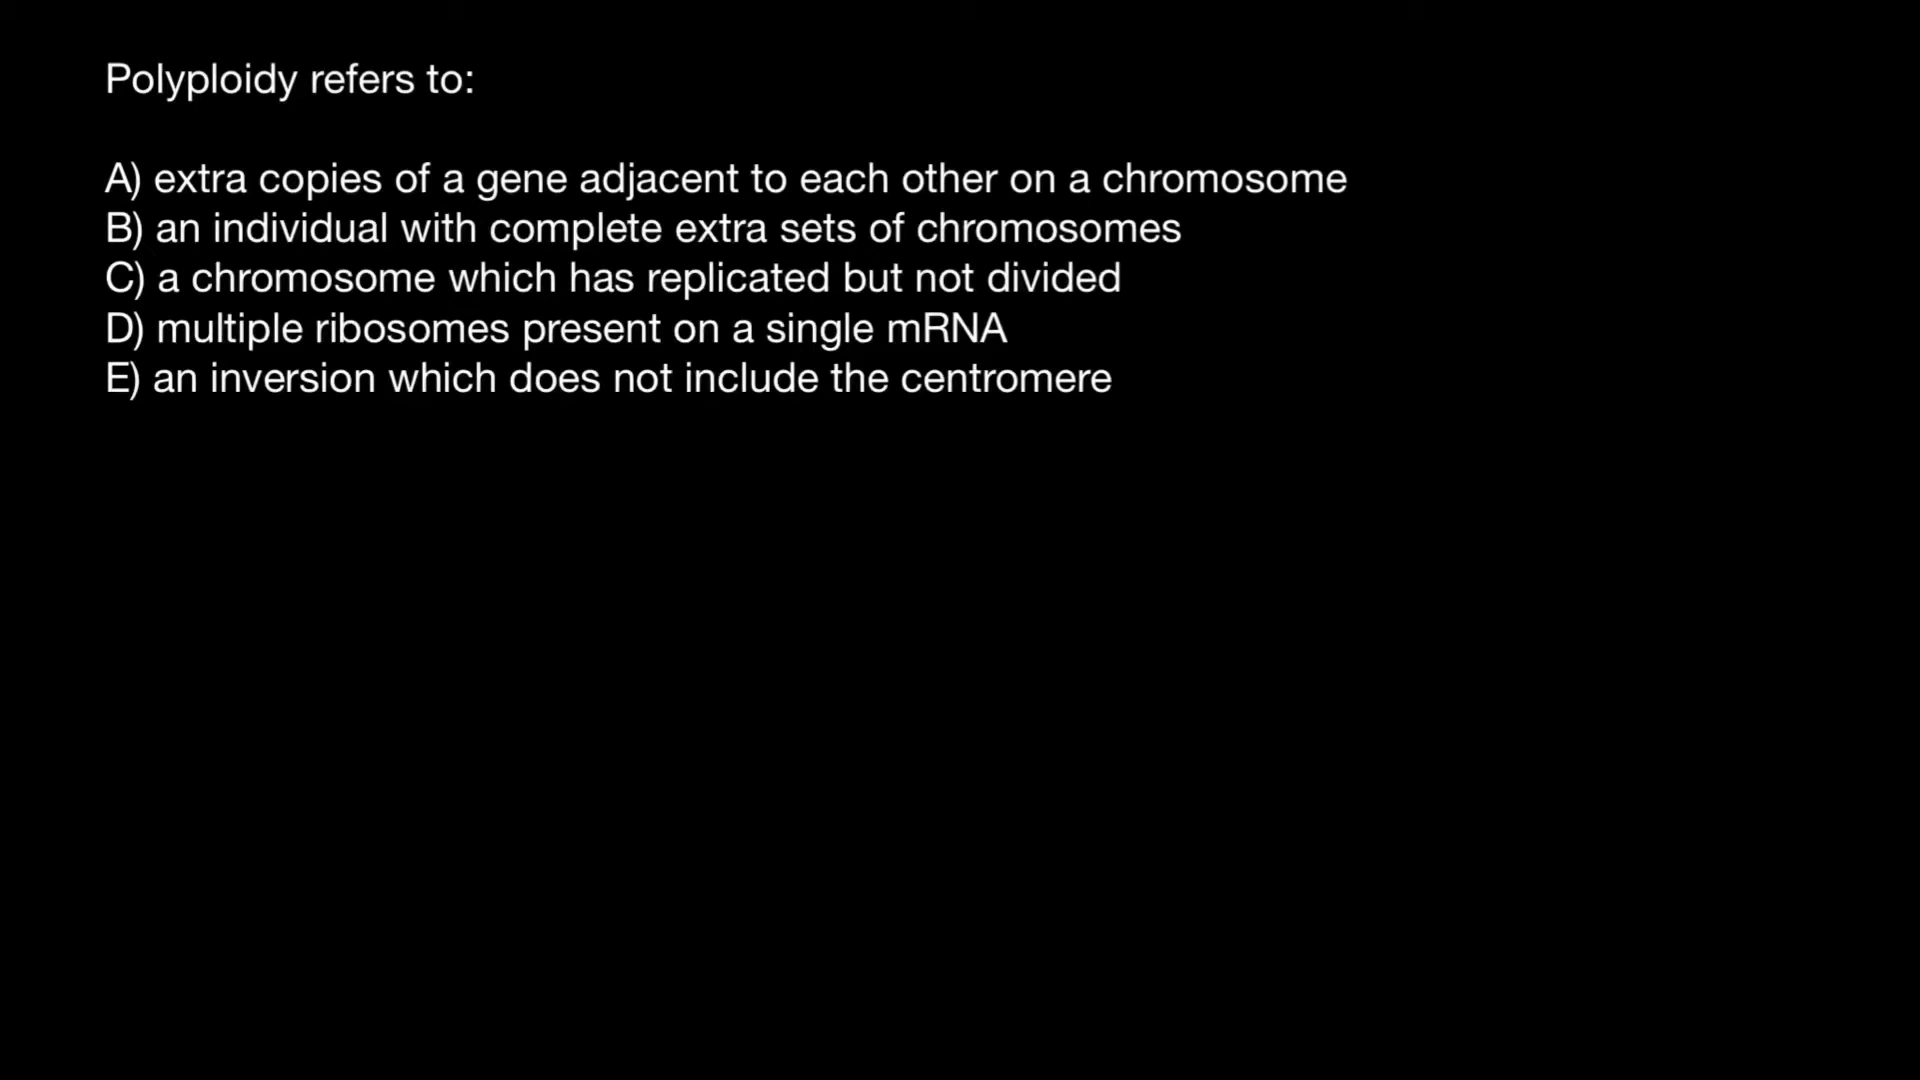 Polyploidy refers to:
A) extra copies of a gene adjacent to each other on a chromosome
B) an individual with complete extra sets of chromosomes
C) a chromosome which has replicated but not divided
D) multiple ribosomes present on a single mRNA
E) an inversion which does not include the centromere